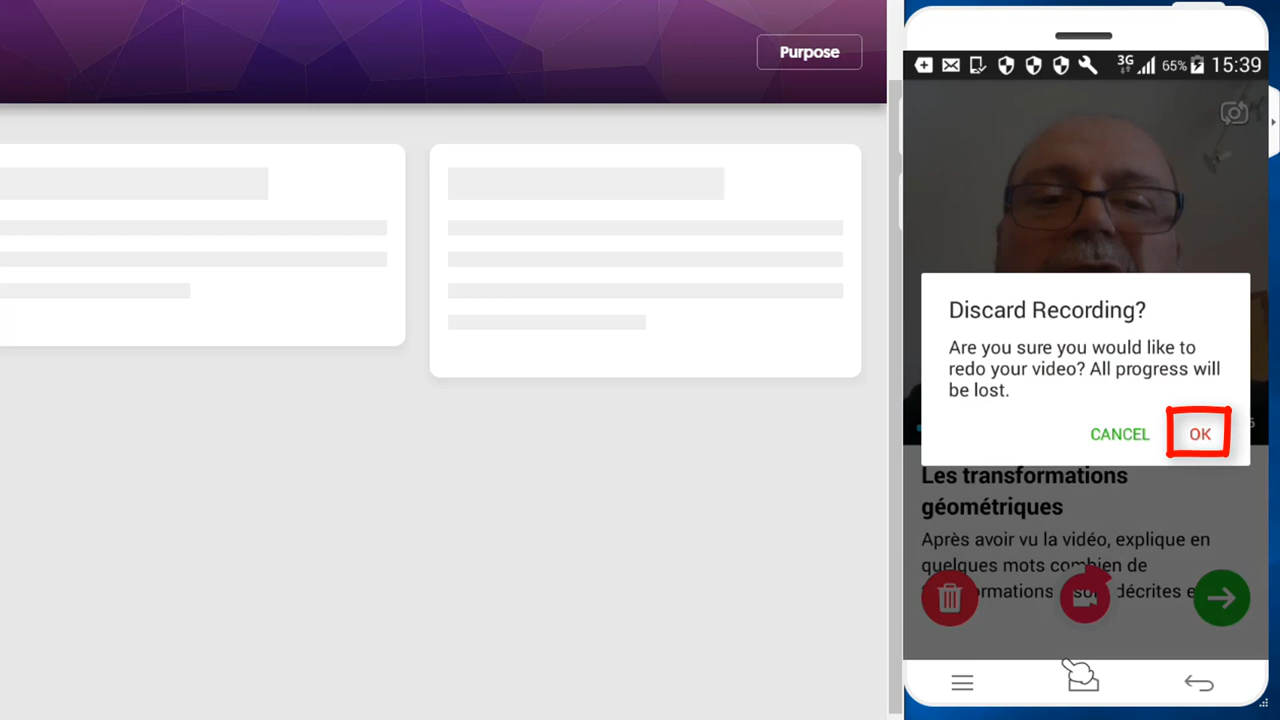 Purpose
3G 65% 15:39
Discard Recording?
Are you sure you would like to
redo your video? All progress will
be lost.
CANCEL OK
Les transformations
géométriques
Après avoir vu la vidéo, explique en
quelques mots combien de
décrites